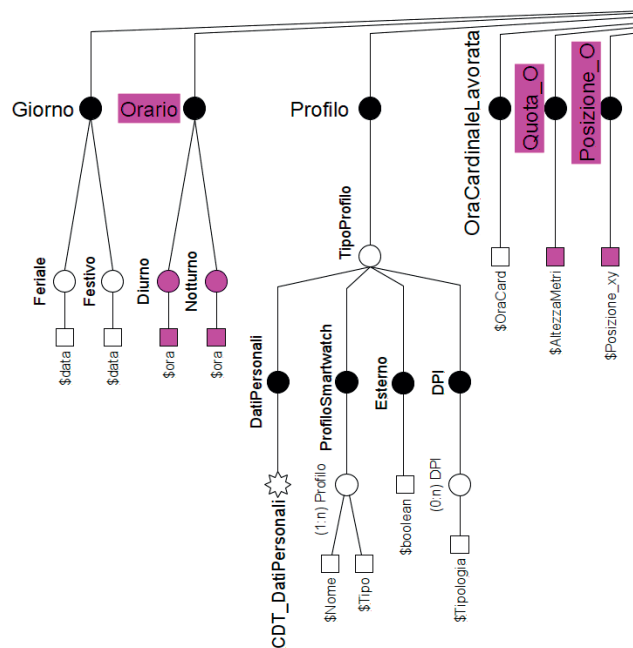 Giorno
Orario
Profilo
OraCardinaleLavorata
Quota_O
Posizione_O
TipoProfilo
Feriale
Festivo
Diurno
Notturno
$data
$data
$ora
$ora
$OraCard
$AltezzaMetri
$Posizione_xy
DatiPersonali
ProfiloSmartwatch
Esterno
DPI
CDT_DatiPersonali
(1:n) Profilo
$boolean
(0:n) DPI
$Nome
$Tipo
$Tipologia